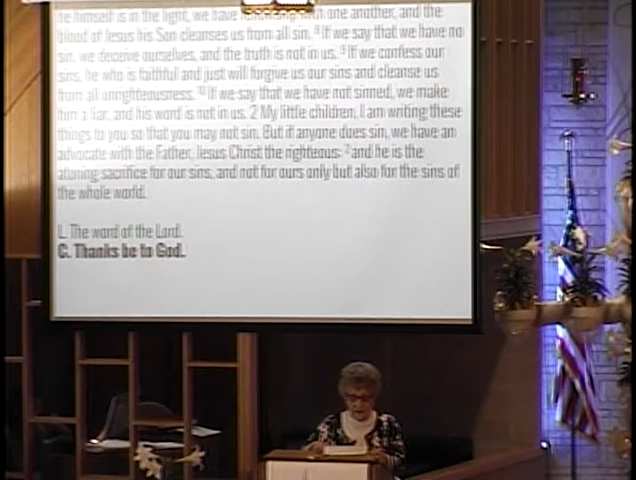 he himself is in the light, we have fellowship with one another, and the
blood of Jesus his Son cleanses us from all sin. 8 If we say that we have no
sin, we deceive ourselves, and the truth is not in us. 9 If we confess our
sins, he who is faithful and just will forgive us our sins and cleanse us
from all unrighteousness. 10 If we say that we have not sinned, we make
him a liar, and his word is not in us. 2 My little children, I am writing these
things to you so that you may not sin. But if anyone does sin, we have an
advocate with the Father, Jesus Christ the righteous; 2 and he is the
atoning sacrifice for our sins, and not for ours only but also for the sins of
the whole world.
L. The word of the Lord.
C. Thanks be to God.